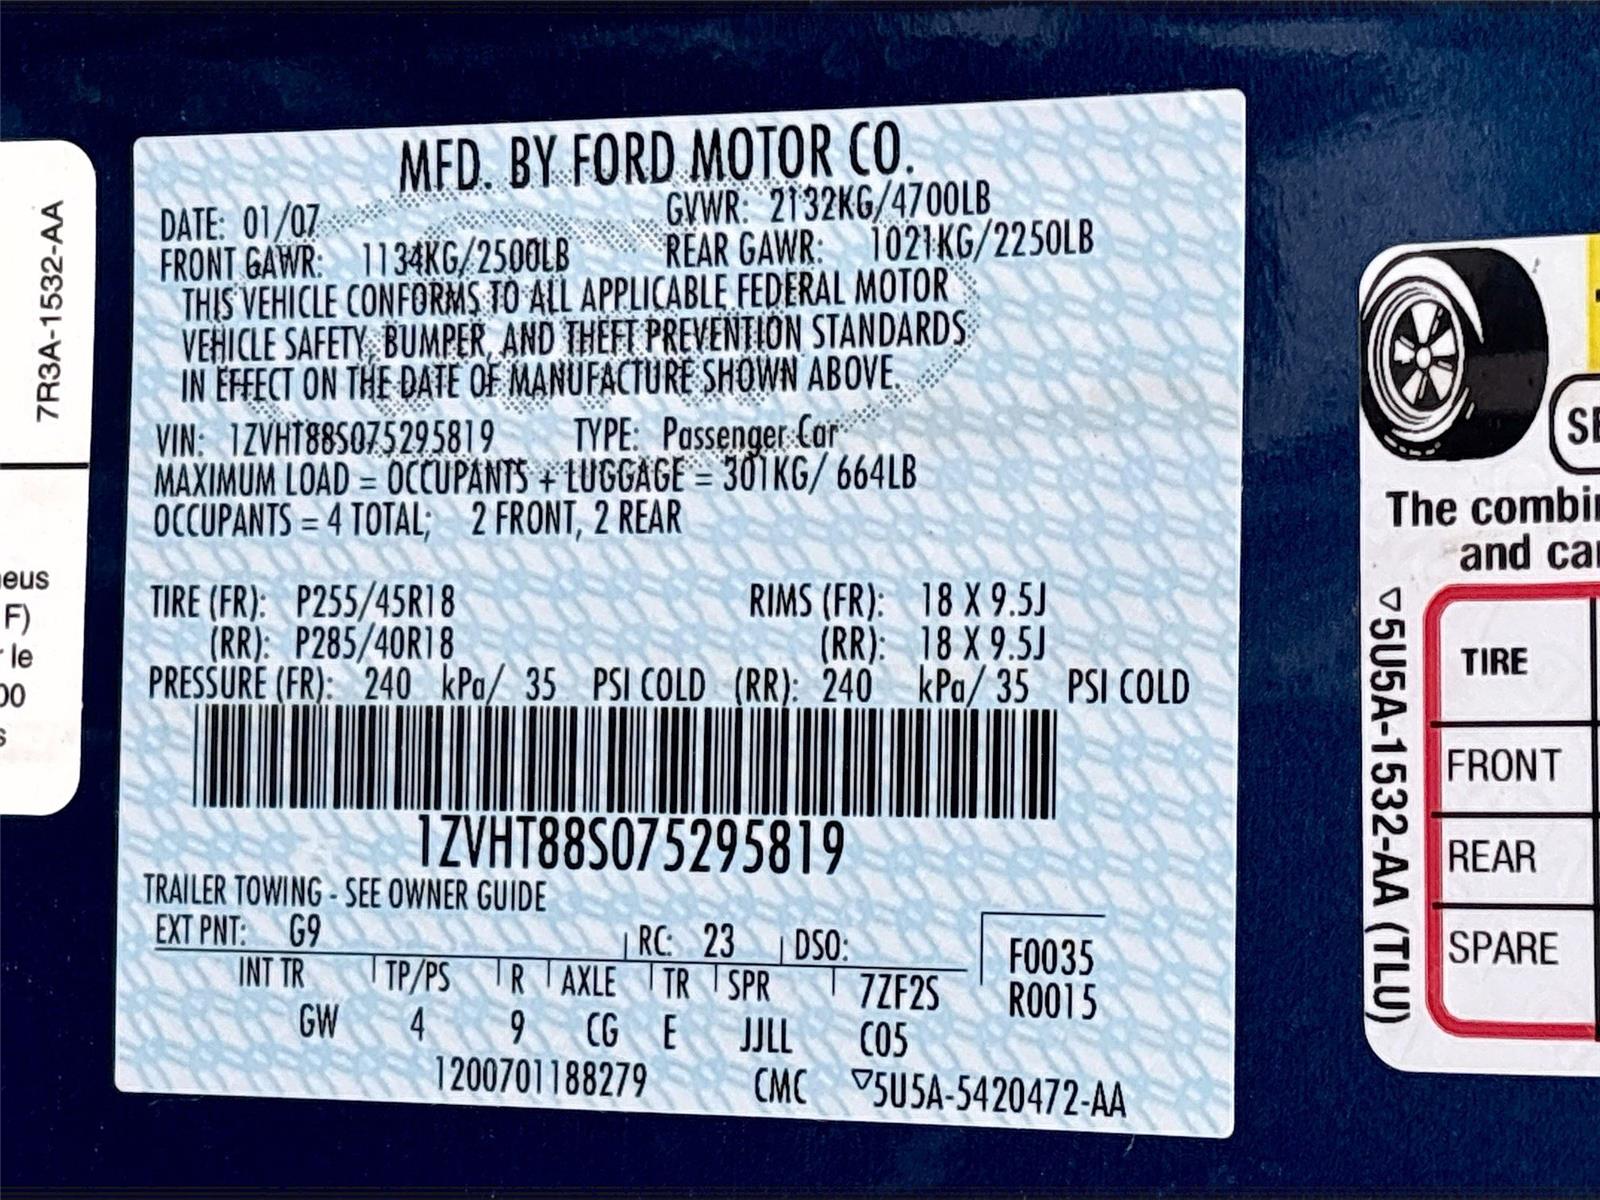 7R3A-1532-AA
eus
F)
le
00
s
MFD. BY FORD MOTOR CO.
DATE: 01/07 GVWR: 2132KG/4700LB
FRONT GAWR: 1134KG/2500LB REAR GAWR: 1021KG/2250LB
THIS VEHICLE CONFORMS TO ALL APPLICABLE FEDERAL MOTOR
VEHICLE SAFETY, BUMPER, AND THEFT PREVENTION STANDARDS
IN EFFECT ON THE DATE OF MANUFACTURE SHOWN ABOVE.
VIN: 1ZVHT88S075295819 TYPE: Passenger Car
MAXIMUM LOAD = OCCUPANTS + LUGGAGE = 301KG/ 664LB
OCCUPANTS = 4 TOTAL; 2 FRONT, 2 REAR
TIRE (FR): P255/45R18 RIMS (FR): 18 X 9.5J
(RR): P285/40R18 (RR): 18 X 9.5J
PRESSURE (FR): 240 kPa/ 35 PSI COLD (RR): 240 kPa/ 35 PSI COLD
1ZVHT88S075295819
TRAILER TOWING - SEE OWNER GUIDE
EXT PNT: G9 RC: 23 DSO:
F0035
INT TR TP/PS R AXLE TR SPR 7ZF2S
R0015
GW 4 9 CG E JJLL C05
1200701188279 CMC ▽5U5A-5420472-AA
SE
The combin
and ca
▽5U5A-1532-AA (TLU)
TIRE
FRONT
REAR
SPARE